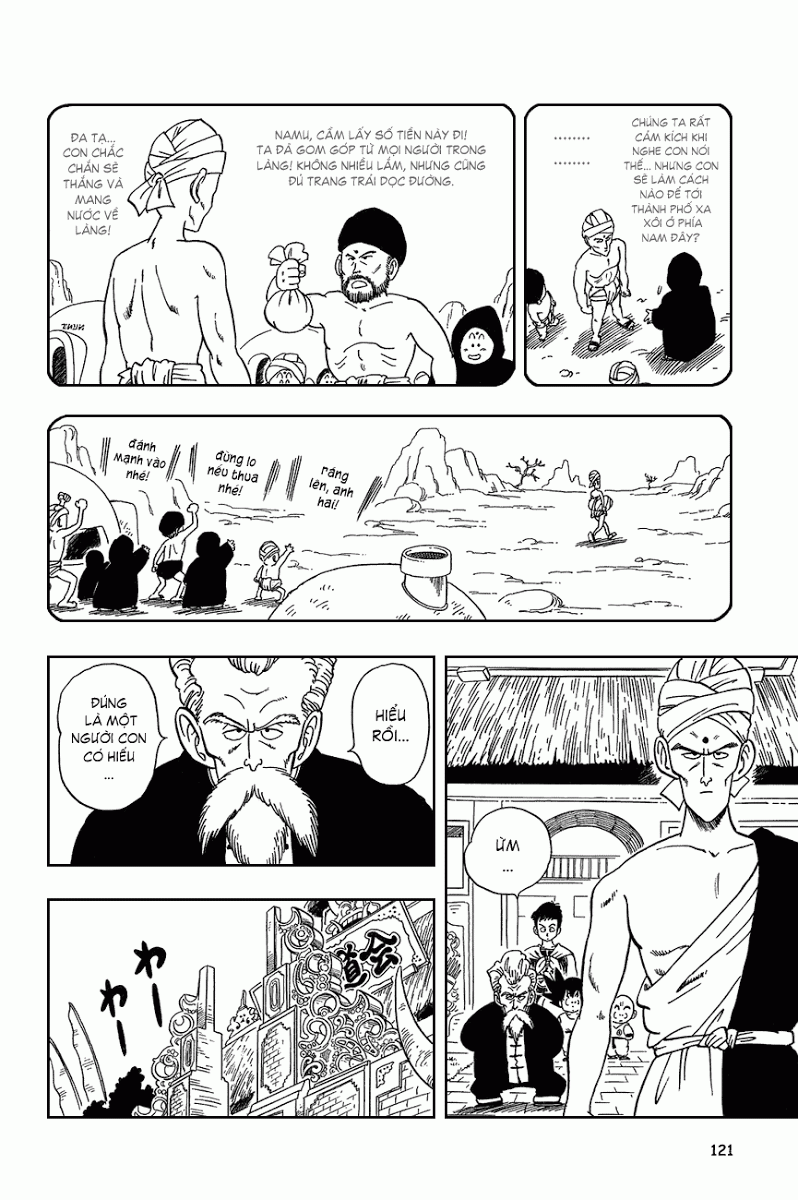 CHÚNG TA RẤT
CẢM KÍCH KHI
NGHE CON NÓI
THẾ... NHƯNG CON
SẼ LÀM CÁCH
NÀO ĐỂ TỚI
THÀNH PHỐ XA
XÔI Ở PHÍA
NAM ĐÂY?
........
........
NAMU, CẦM LẤY SỐ TIỀN NÀY ĐI!
TA ĐÃ GOM GÓP TỪ MỌI NGƯỜI TRONG
LÀNG! KHÔNG NHIỀU LẮM, NHƯNG CŨNG
ĐỦ TRANG TRẢI DỌC ĐƯỜNG.
ĐA TẠ...
CON CHẮC
CHẮN SẼ
THẮNG VÀ
MANG
NƯỚC VỀ
LÀNG!
ráng
lên, anh
hai!
đừng lo
nếu thua
nhé!
đánh
mạnh vào
nhé!
ỪM
...
HIỂU
RỒI...
ĐÚNG
LÀ MỘT
NGƯỜI CON
CÓ HIẾU
...
わー
わー
会
121